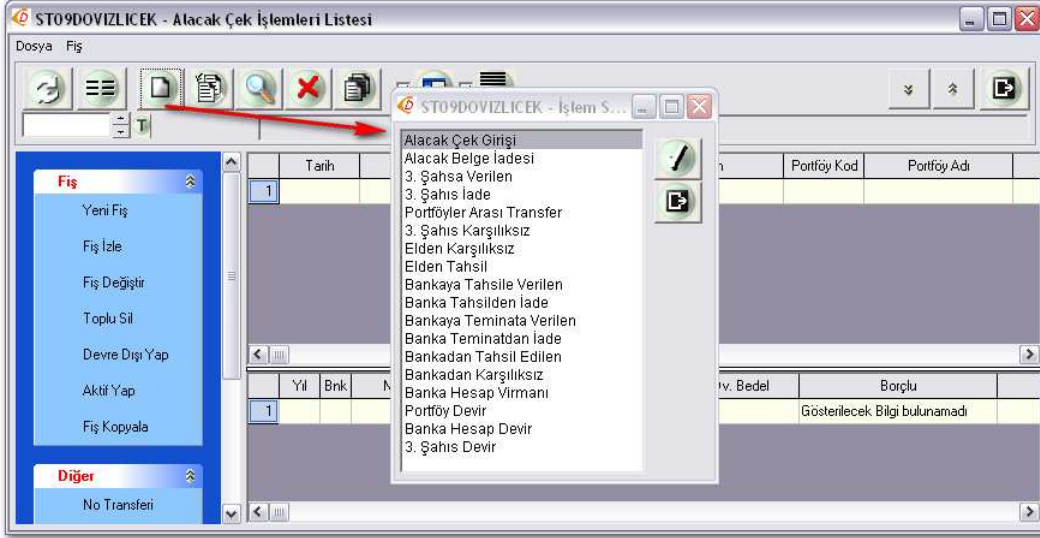 ST09DOVIZLICEK - Alacak Çek İşlemleri Listesi
Dosya Fiş
T
ST09DOVIZLICEK - İşlem S...
Alacak Çek Girişi
Alacak Belge İadesi
3. Şahsa Verilen
3. Şahıs İade
Portföyler Arası Transfer
3. Şahıs Karşılıksız
Elden Karşılıksız
Elden Tahsil
Bankaya Tahsile Verilen
Banka Tahsilden İade
Bankaya Teminata Verilen
Banka Teminatdan İade
Bankadan Tahsil Edilen
Bankadan Karşılıksız
Banka Hesap Virmanı
Portföy Devir
Banka Hesap Devir
3. Şahıs Devir
Fiş
Yeni Fiş
Fiş İzle
Fiş Değiştir
Toplu Sil
Devre Dışı Yap
Aktif Yap
Fiş Kopyala
Diğer
No Transferi
Tarih Portföy Kod Portföy Adı
1
Yıl Bnk N v. Bedel Borçlu
1 Gösterilecek Bilgi bulunamadı